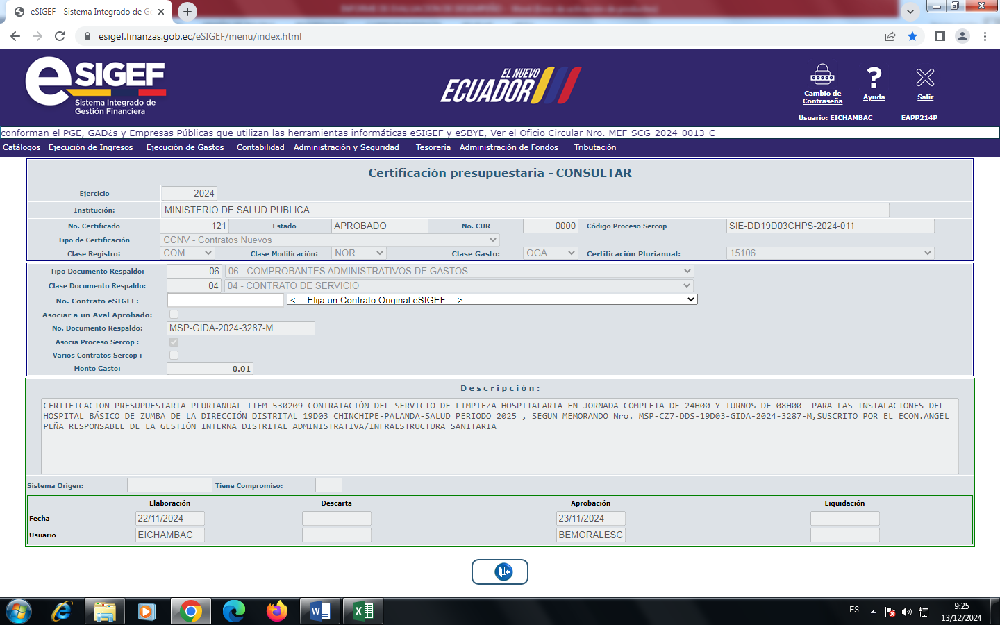 eSIGEF - Sistema Integrado de G
esigef.finanzas.gob.ec/eSIGEF/menu/index.html
eSIGEF
Sistema Integrado de
Gestión Financiera
EL NUEVO
ECUADOR
Cambio de
Contraseña
Ayuda
Salir
Usuario: EICHAMBAC
EAPP214P
conforman el PGE, GAD¿s y Empresas Públicas que utilizan las herramientas informáticas eSIGEF y eSBYE, Ver el Oficio Circular Nro. MEF-SCG-2024-0013-C
Catálogos Ejecución de Ingresos Ejecución de Gastos Contabilidad Administración y Seguridad Tesorería Administración de Fondos Tributación
Certificación presupuestaria - CONSULTAR
Ejercicio 2024
Institución: MINISTERIO DE SALUD PUBLICA
No. Certificado 121 Estado APROBADO No. CUR 0000 Código Proceso Sercop SIE-DD19D03CHPS-2024-011
Tipo de Certificación CCNV - Contratos Nuevos
Clase Registro: COM Clase Modificación: NOR Clase Gasto: OGA Certificación Plurianual: 15106
Tipo Documento Respaldo: 06 06 - COMPROBANTES ADMINISTRATIVOS DE GASTOS
Clase Documento Respaldo: 04 04 - CONTRATO DE SERVICIO
No. Contrato eSIGEF: <--- Elija un Contrato Original eSIGEF --->
Asociar a un Aval Aprobado:
No. Documento Respaldo: MSP-GIDA-2024-3287-M
Asocia Proceso Sercop :
Varios Contratos Sercop :
Monto Gasto: 0.01
Descripción:
CERTIFICACION PRESUPUESTARIA PLURIANUAL ITEM 530209 CONTRATACIÓN DEL SERVICIO DE LIMPIEZA HOSPITALARIA EN JORNADA COMPLETA DE 24H00 Y TURNOS DE 08H00 PARA LAS INSTALACIONES DEL
HOSPITAL BÁSICO DE ZUMBA DE LA DIRECCIÓN DISTRITAL 19D03 CHINCHIPE-PALANDA-SALUD PERIODO 2025 , SEGUN MEMORANDO Nro. MSP-CZ7-DDS-19D03-GIDA-2024-3287-M,SUSCRITO POR EL ECON.ANGEL
PEÑA RESPONSABLE DE LA GESTIÓN INTERNA DISTRITAL ADMINISTRATIVA/INFRAESTRUCTURA SANITARIA
Sistema Origen: Tiene Compromiso:
Elaboración Descarta Aprobación Liquidación
Fecha 22/11/2024 23/11/2024
Usuario EICHAMBAC BEMORALESC
ES
9:25
13/12/2024